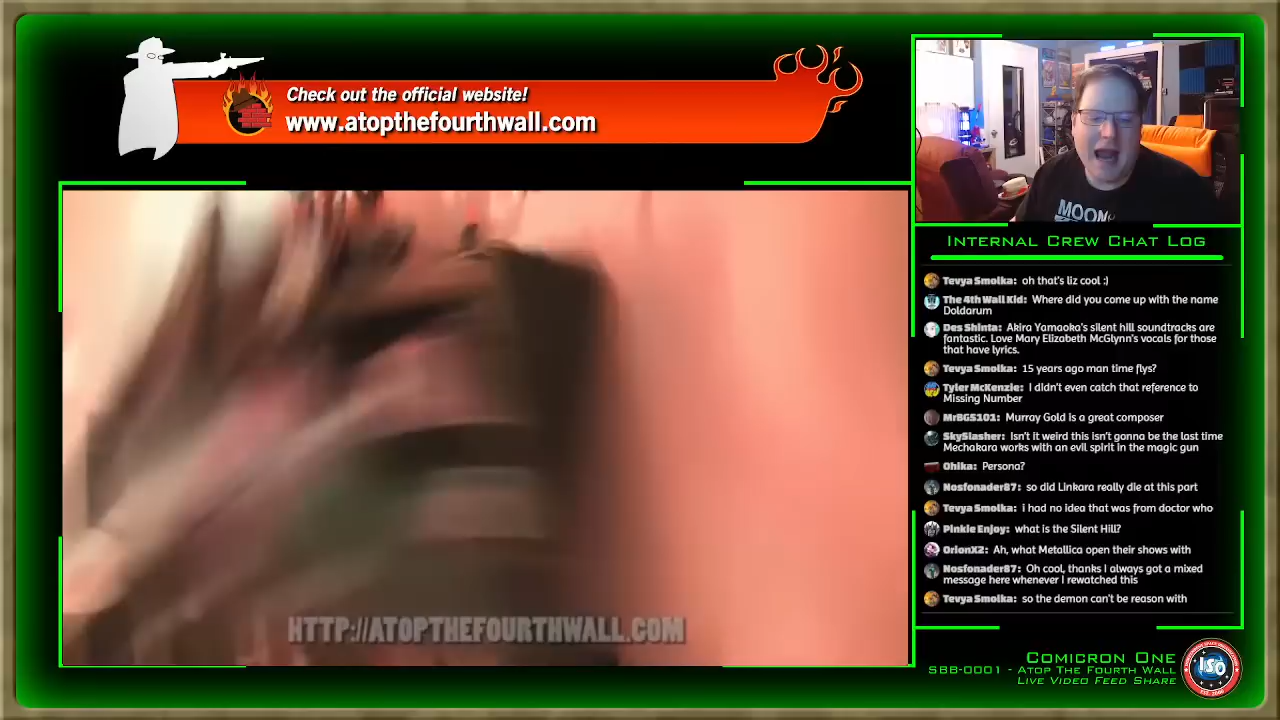 Check out the official website!
www.atopthefourthwall.com
MOON
INTERNAL CREW CHAT LOG
Tevya Smolka: oh that's liz cool :)
The 4th Wall Kid: Where did you come up with the name
Doldarum
Des Shinta: Akira Yamaoka's silent hill soundtracks are
fantastic. Love Mary Elizabeth McGlynn's vocals for those
that have lyrics.
Tevya Smolka: 15 years ago man time flys?
Tyler McKenzie: I didn't even catch that reference to
Missing Number
MrBGS101: Murray Gold is a great composer
SkySlasher: Isn't it weird this isn't gonna be the last time
Mechakara works with an evil spirit in the magic gun
Ohika: Persona?
Nosfonader87: so did Linkara really die at this part
Tevya Smolka: i had no idea that was from doctor who
Pinkie Enjoy: what is the Silent Hill?
OrionX2: Ah, what Metallica open their shows with
Nosfonader87: Oh cool, thanks I always got a mixed
message here whenever I rewatched this
Tevya Smolka: so the demon can't be reason with
HTTP://ATOPTHEFOURTHWALL.COM
COMICRON ONE
SBB-0001 - ATOP THE FOURTH WALL
LIVE VIDEO FEED SHARE
ISO